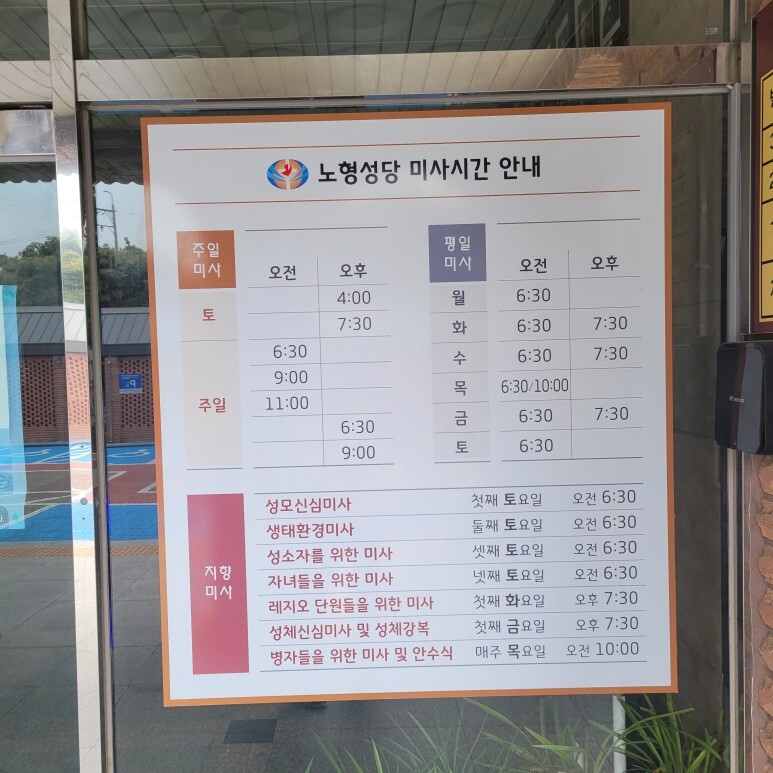 노형성당 미사시간 안내
주일 미사
오전 오후
토
4:00
7:30
주일
6:30
9:00
11:00
6:30
9:00
평일 미사
오전 오후
월 6:30
화 6:30 7:30
수 6:30 7:30
목 6:30/10:00
금 6:30 7:30
토 6:30
지향 미사
성모신심미사 첫째 토요일 오전 6:30
생태환경미사 둘째 토요일 오전 6:30
성소자를 위한 미사 셋째 토요일 오전 6:30
자녀들을 위한 미사 넷째 토요일 오전 6:30
레지오 단원들을 위한 미사 첫째 화요일 오후 7:30
성체신심미사 및 성체강복 첫째 금요일 오후 7:30
병자들을 위한 미사 및 안수식 매주 목요일 오전 10:00